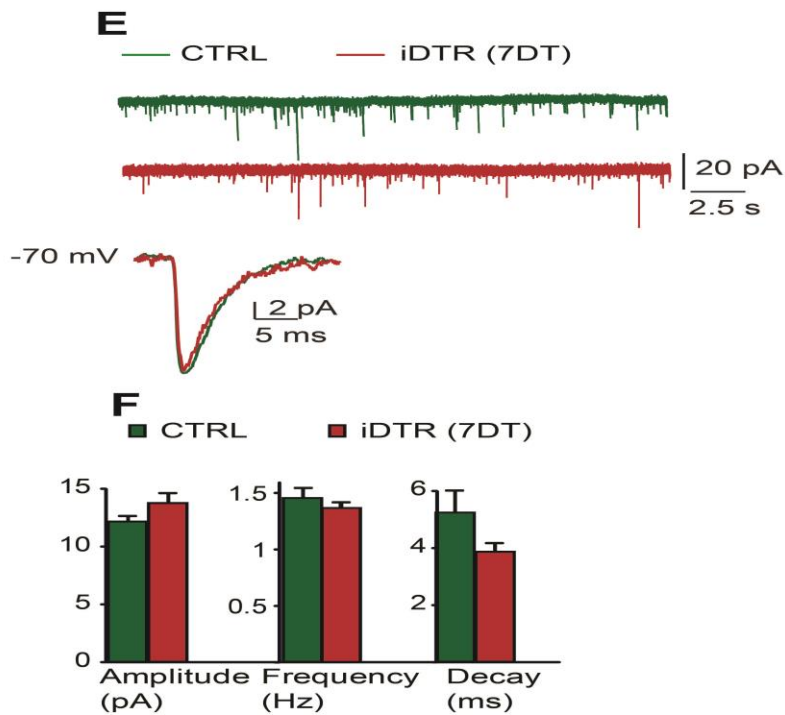 E
CTRL iDTR (7DT)
20 pA
2.5 s
-70 mV
2 pA
5 ms
F
CTRL iDTR (7DT)
15 1.5 6
10 1 4
5 0.5 2
0
Amplitude Frequency Decay
(pA) (Hz) (ms)